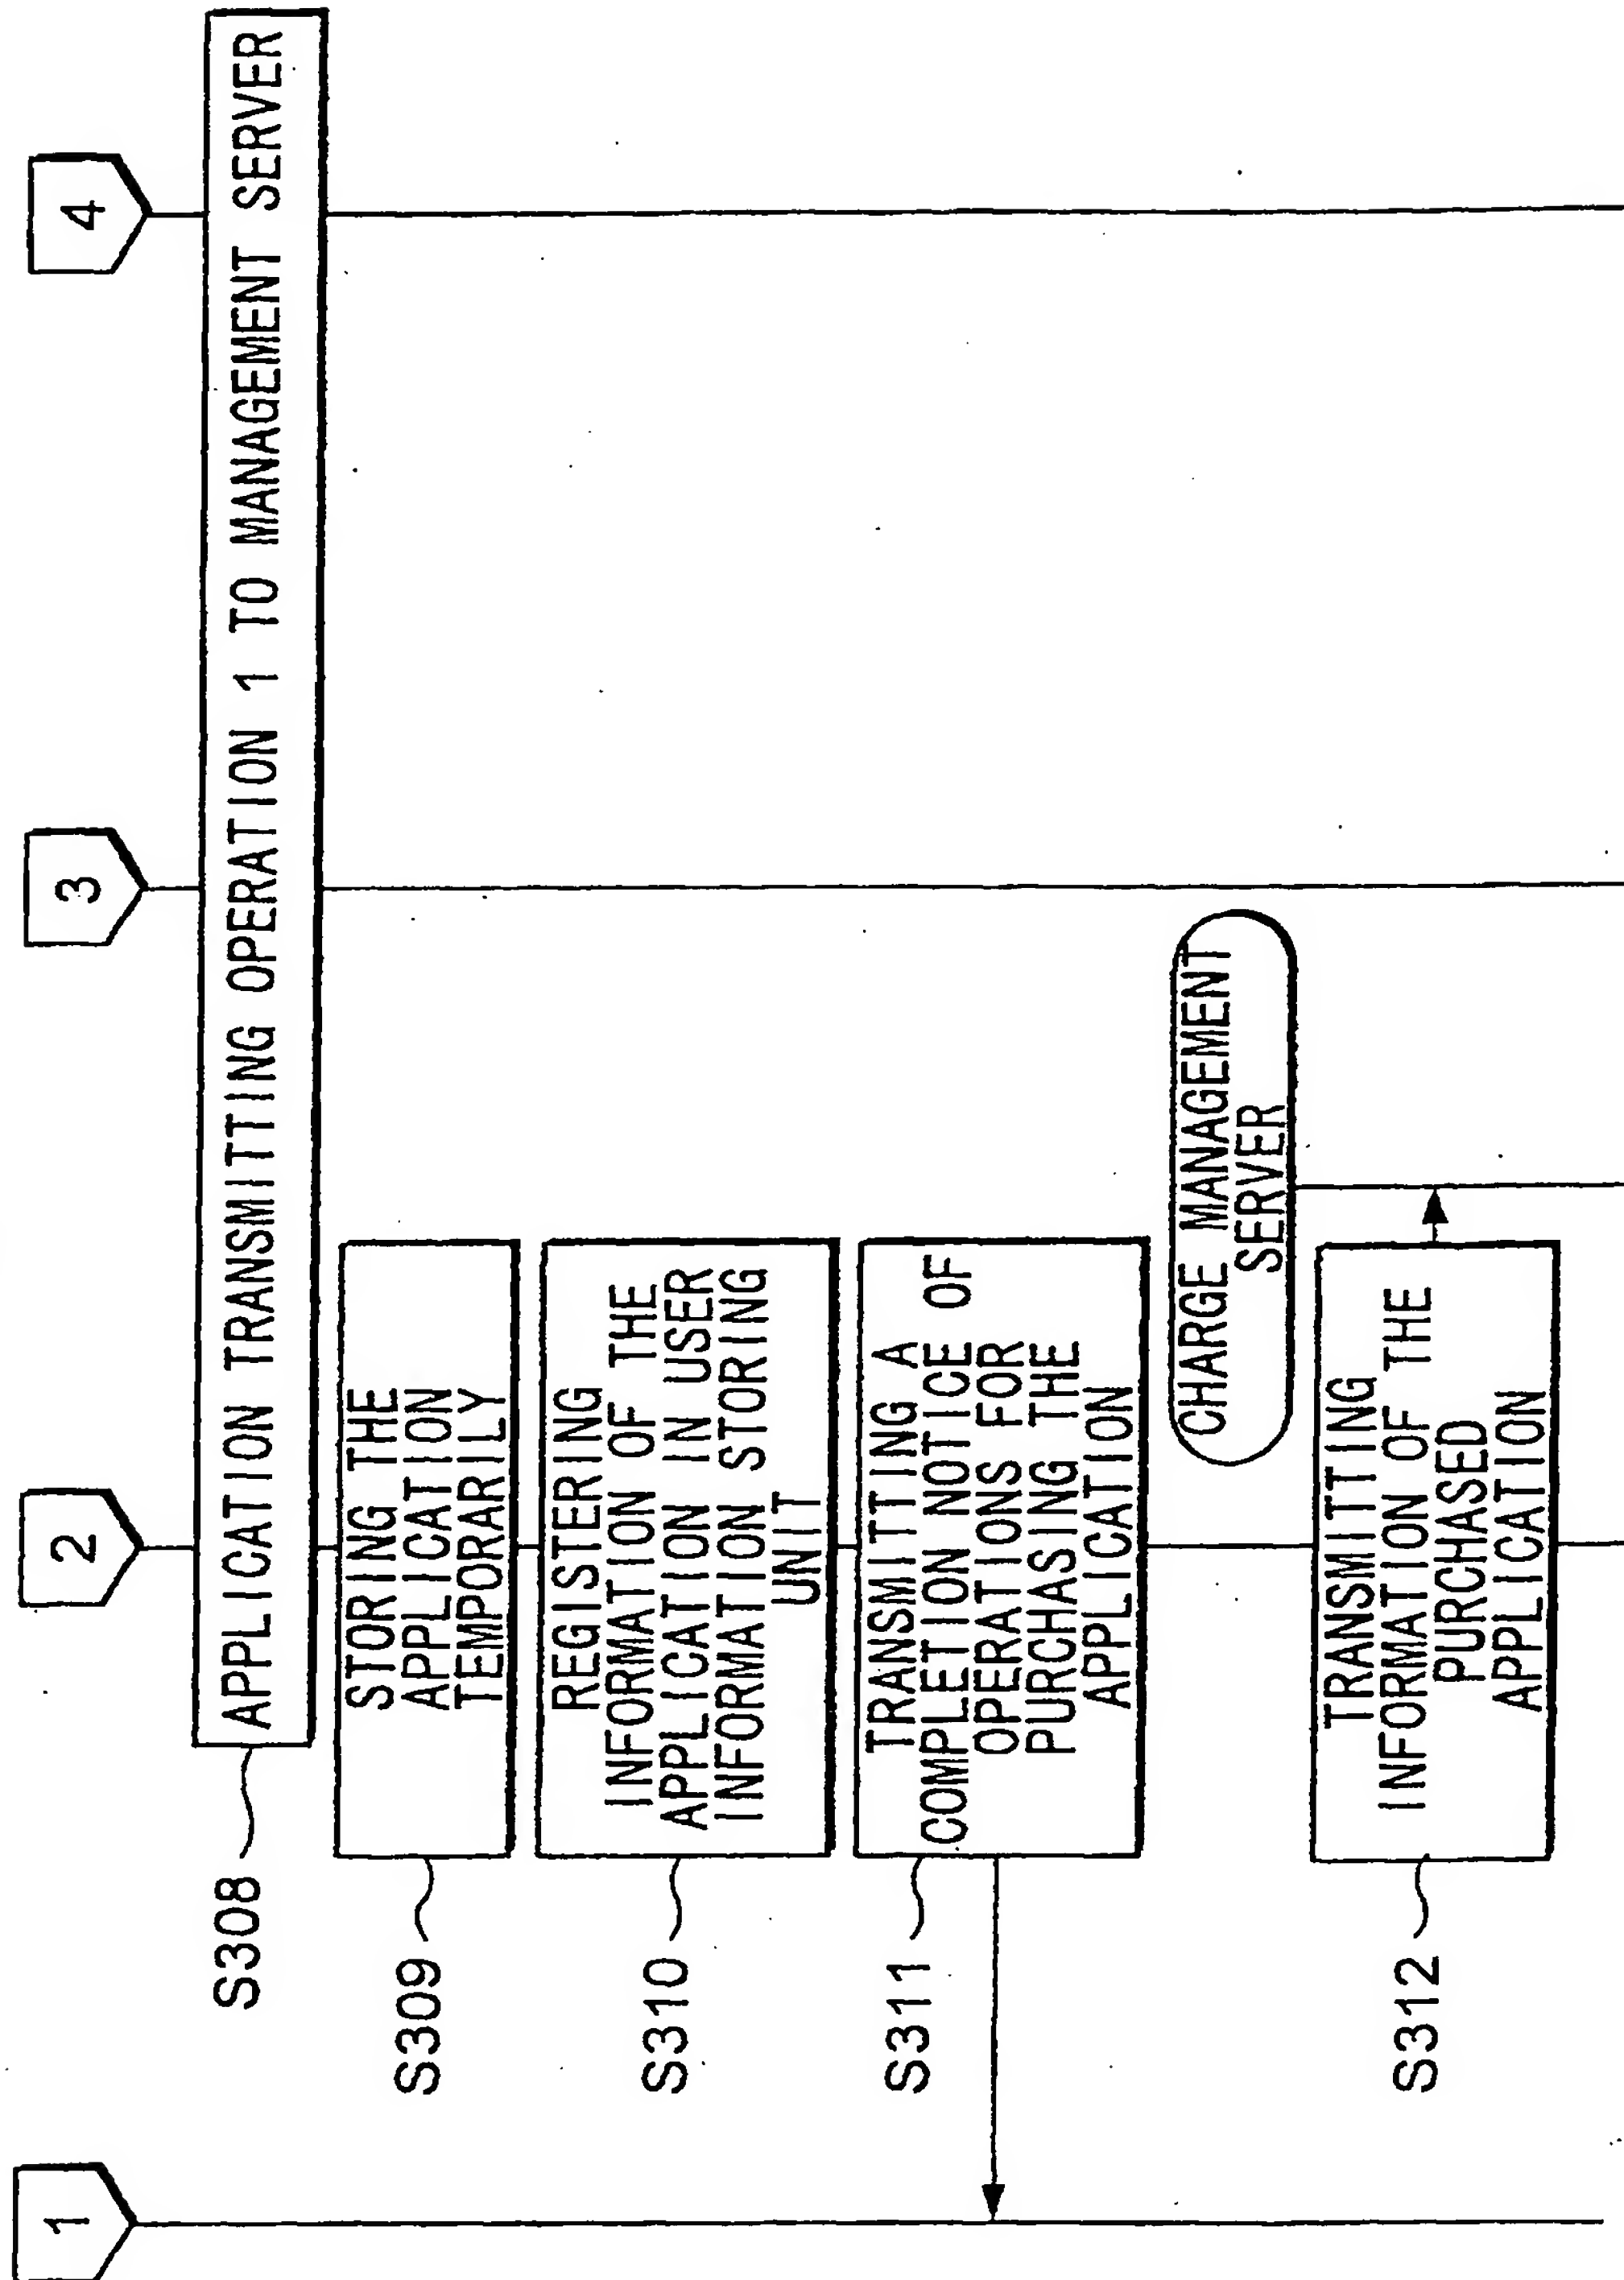 1
2
3
4
S308
APPLICATION TRANSMITTING OPERATION 1 TO MANAGEMENT SERVER
S309
STORING THE
APPLICATION
TEMPORARILY
S310
REGISTERING
INFORMATION OF THE
APPLICATION IN USER
INFORMATION STORING
UNIT
S311
TRANSMITTING A
COMPLETION NOTICE OF
OPERATIONS FOR
PURCHASING THE
APPLICATION
CHARGE MANAGEMENT
SERVER
S312
TRANSMITTING
INFORMATION OF THE
PURCHASED
APPLICATION